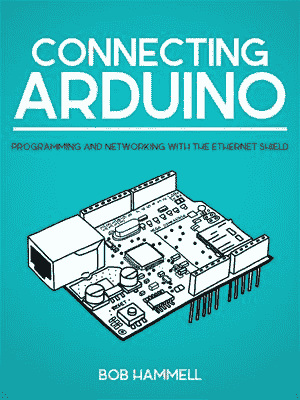 CONNECTING
ARDUINO
PROGRAMMING AND NETWORKING WITH THE ETHERNET SHIELD
BOB HAMMELL